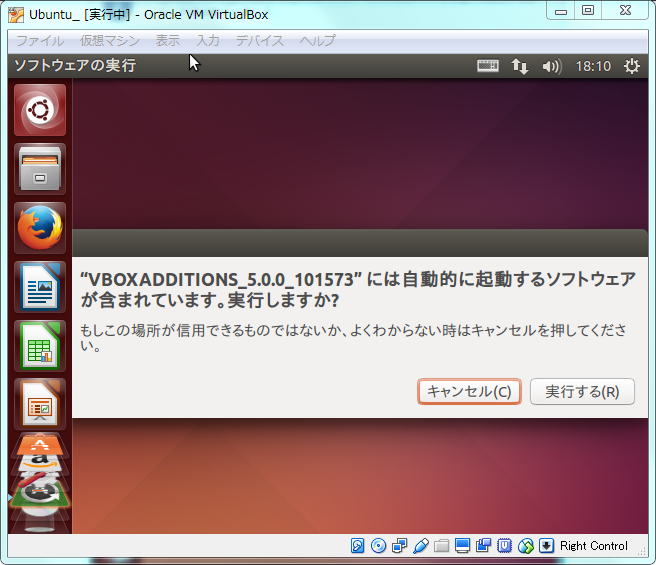 Ubuntu_ [実行中] - Oracle VM VirtualBox
ファイル 仮想マシン 表示 入力 デバイス ヘルプ
ソフトウェアの実行 18:10
“VBOXADDITIONS_5.0.0_101573” には自動的に起動するソフトウェア
が含まれています。実行しますか?
もしこの場所が信用できるものではないか、よくわからない時はキャンセルを押してくださ
い。
キャンセル(C) 実行する(R)
Right Control